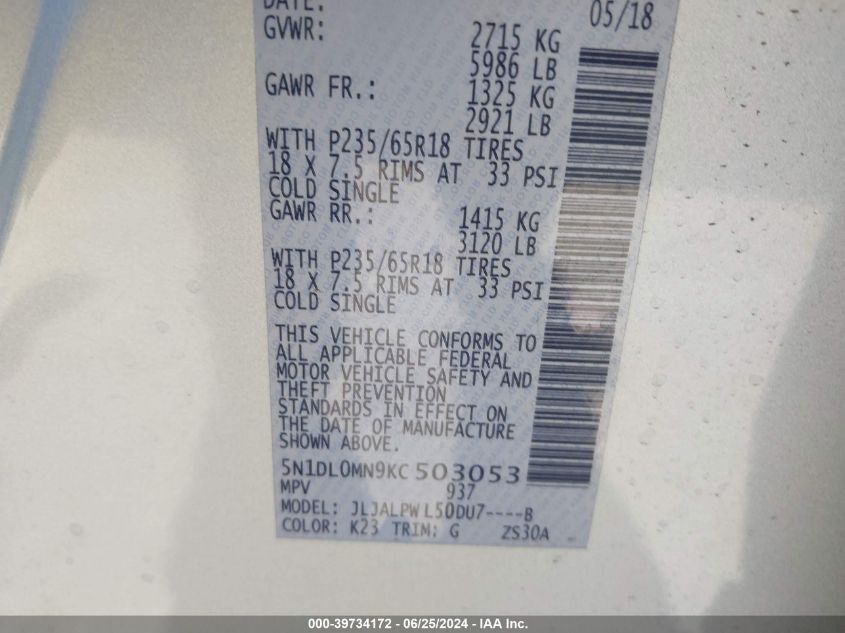 DATE: 05/18
GVWR: 2715 KG
5986 LB
GAWR FR.: 1325 KG
2921 LB
WITH P235/65R18 TIRES
18 X 7.5 RIMS AT 33 PSI
COLD SINGLE
GAWR RR.: 1415 KG
3120 LB
WITH P235/65R18 TIRES
18 X 7.5 RIMS AT 33 PSI
COLD SINGLE
THIS VEHICLE CONFORMS TO
ALL APPLICABLE FEDERAL
MOTOR VEHICLE SAFETY AND
THEFT PREVENTION
STANDARDS IN EFFECT ON
THE DATE OF MANUFACTURE
SHOWN ABOVE.
5N1DL0MN9KC503053
MPV 937
MODEL: JLJALPWL50DU7----B
COLOR: K23 TRIM: G ZS30A
000-39734172 - 06/25/2024 - IAA Inc.